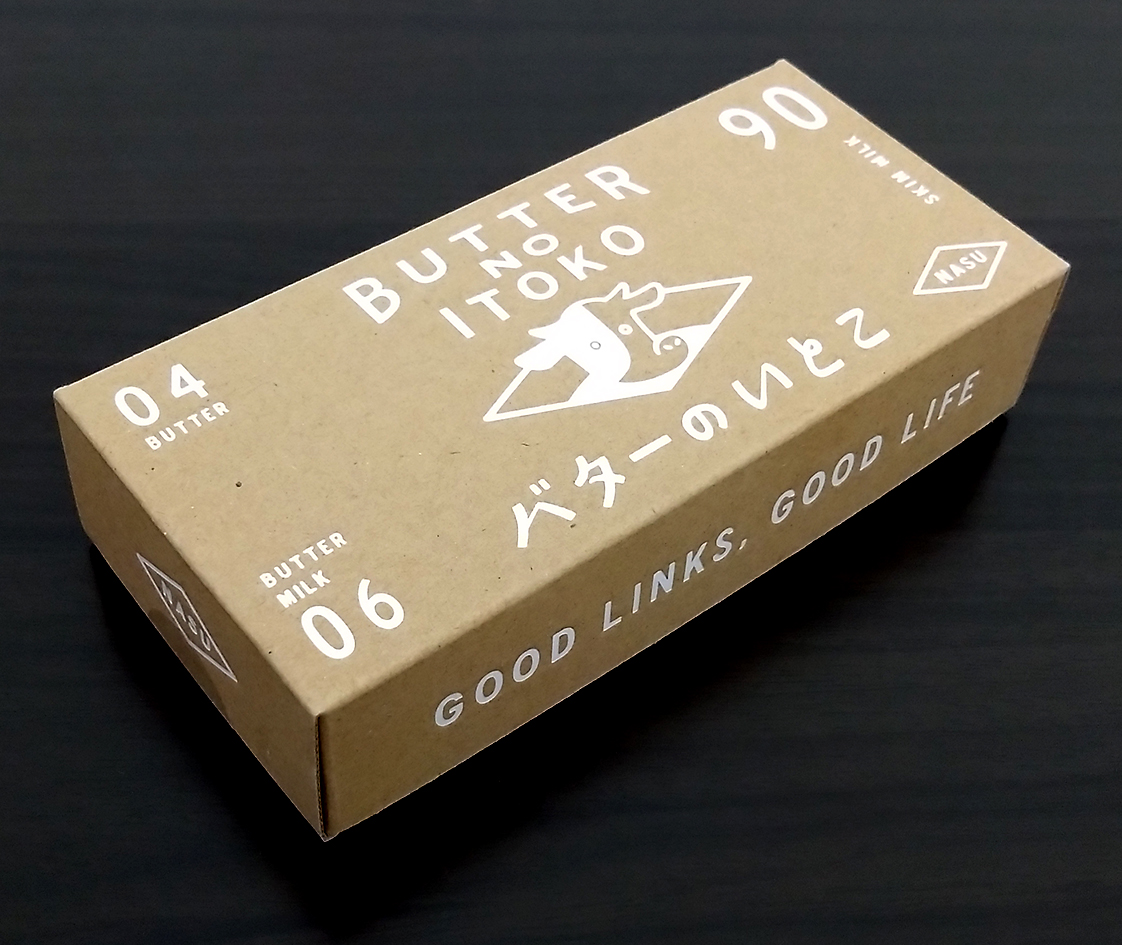 BUTTER
NO
ITOKO
バターのいとこ
04
BUTTER
BUTTER
MILK
06
90
SKIM MILK
NASU
NASU
GOOD LINKS, GOOD LIFE